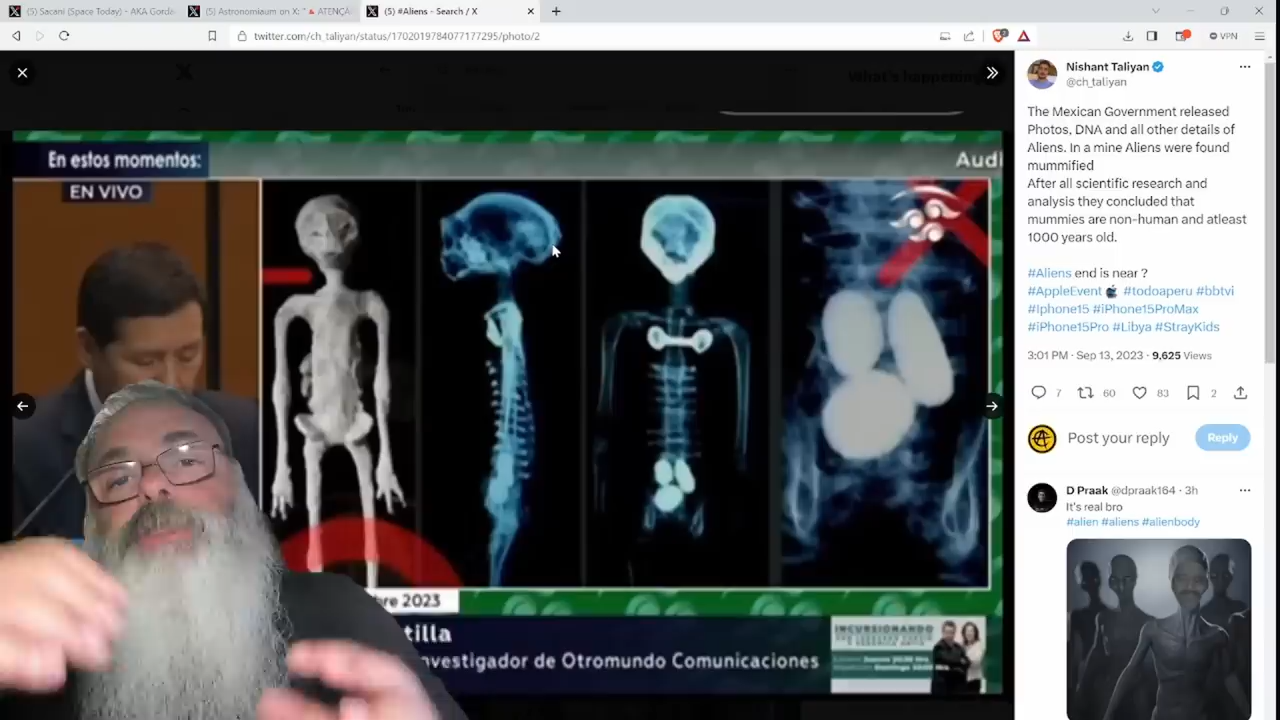 (5) Sacani (Space Today) - AKA Gorda
(5) Astronomiaum on X: "🔺 ATENÇÃ
(5) #Aliens - Search / X
twitter.com/ch_taliyan/status/1702019784077177295/photo/2
VPN
What's happening
En estos momentos:
Audi
EN VIVO
bre 2023
tilla
nvestigador de Otromundo Comunicaciones
INCURSIONANDO
Nishant Taliyan
@ch_taliyan
The Mexican Government released
Photos, DNA and all other details of
Aliens. In a mine Aliens were found
mummified
After all scientific research and
analysis they concluded that
mummies are non-human and atleast
1000 years old.
#Aliens end is near ?
#AppleEvent #todoaperu #bbtvi
#Iphone15 #iPhone15ProMax
#iPhone15Pro #Libya #StrayKids
3:01 PM · Sep 13, 2023 · 9,625 Views
7 60 83 2
Post your reply
Reply
D Praak @dpraak164 · 3h
It's real bro
#alien #aliens #alienbody